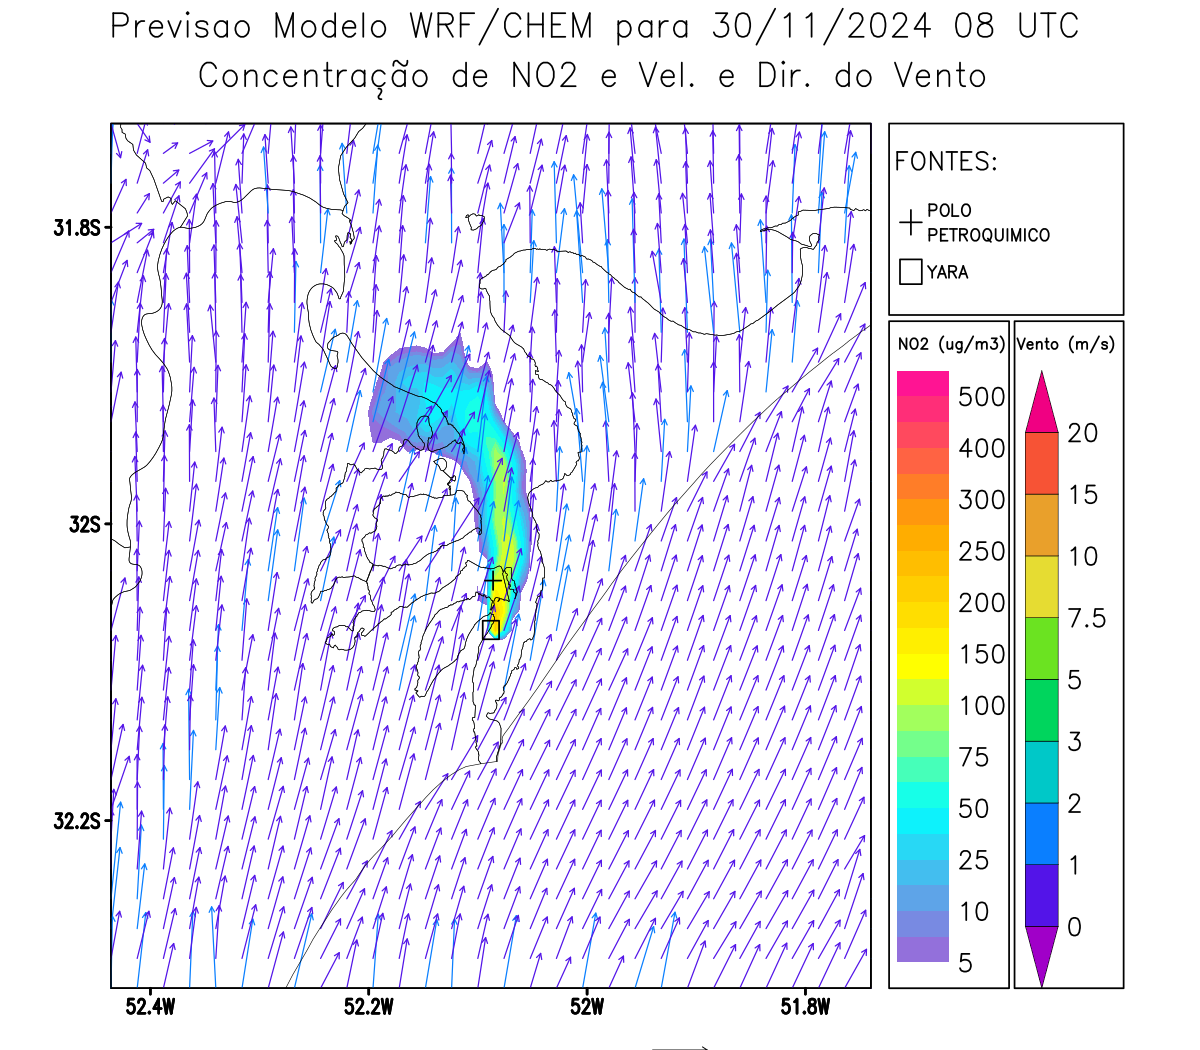 Previsao Modelo WRF/CHEM para 30/11/2024 08 UTC
Concentração de NO2 e Vel. e Dir. do Vento
FONTES:
POLO
PETROQUIMICO
YARA
31.8S
32S
32.2S
52.4W
52.2W
52W
51.8W
NO2 (ug/m3)
500
400
300
250
200
150
100
75
50
25
10
5
Vento (m/s)
20
15
10
7.5
5
3
2
1
0